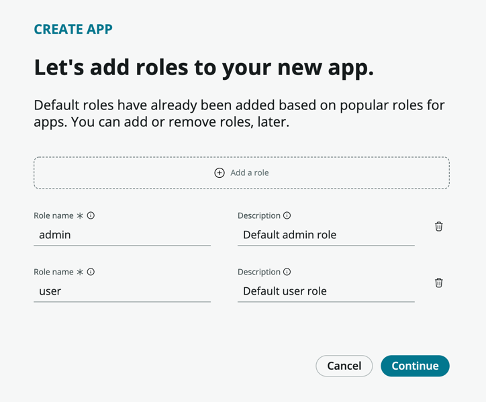 CREATE APP
Let's add roles to your new app.
Default roles have already been added based on popular roles for
apps. You can add or remove roles, later.
Add a role
Role name * Description
admin Default admin role
Role name * Description
user Default user role
Cancel Continue